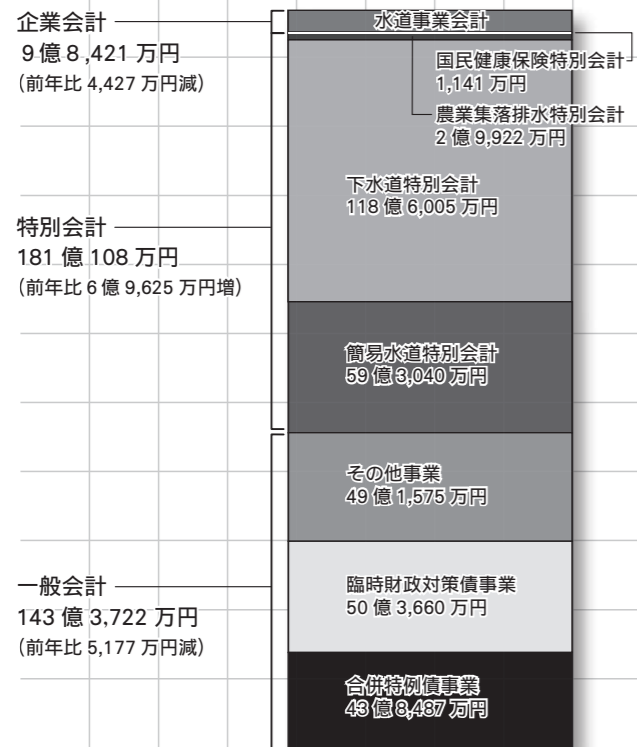 企業会計
9億8,421万円
（前年比4,427万円減）
水道事業会計
国民健康保険特別会計
1,141万円
農業集落排水特別会計
2億9,922万円
下水道特別会計
118億6,005万円
特別会計
181億108万円
（前年比6億9,625万円増）
簡易水道特別会計
59億3,040万円
その他事業
49億1,575万円
一般会計
143億3,722万円
（前年比5,177万円減）
臨時財政対策債事業
50億3,660万円
合併特例債事業
43億8,487万円